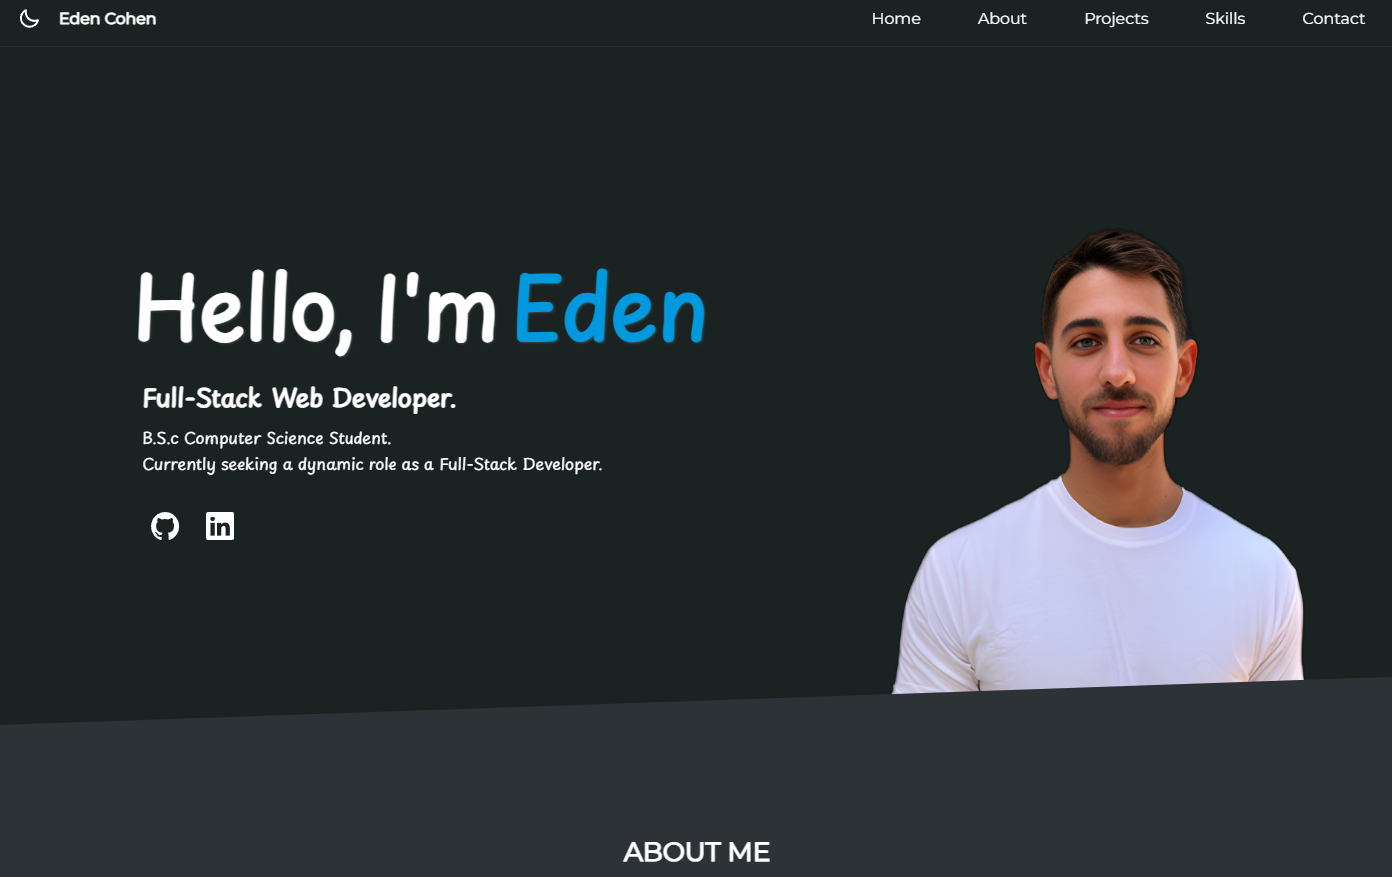 Eden Cohen
Home About Projects Skills Contact
Hello, I'm Eden
Full-Stack Web Developer.
B.S.c Computer Science Student.
Currently seeking a dynamic role as a Full-Stack Developer.
in
ABOUT ME